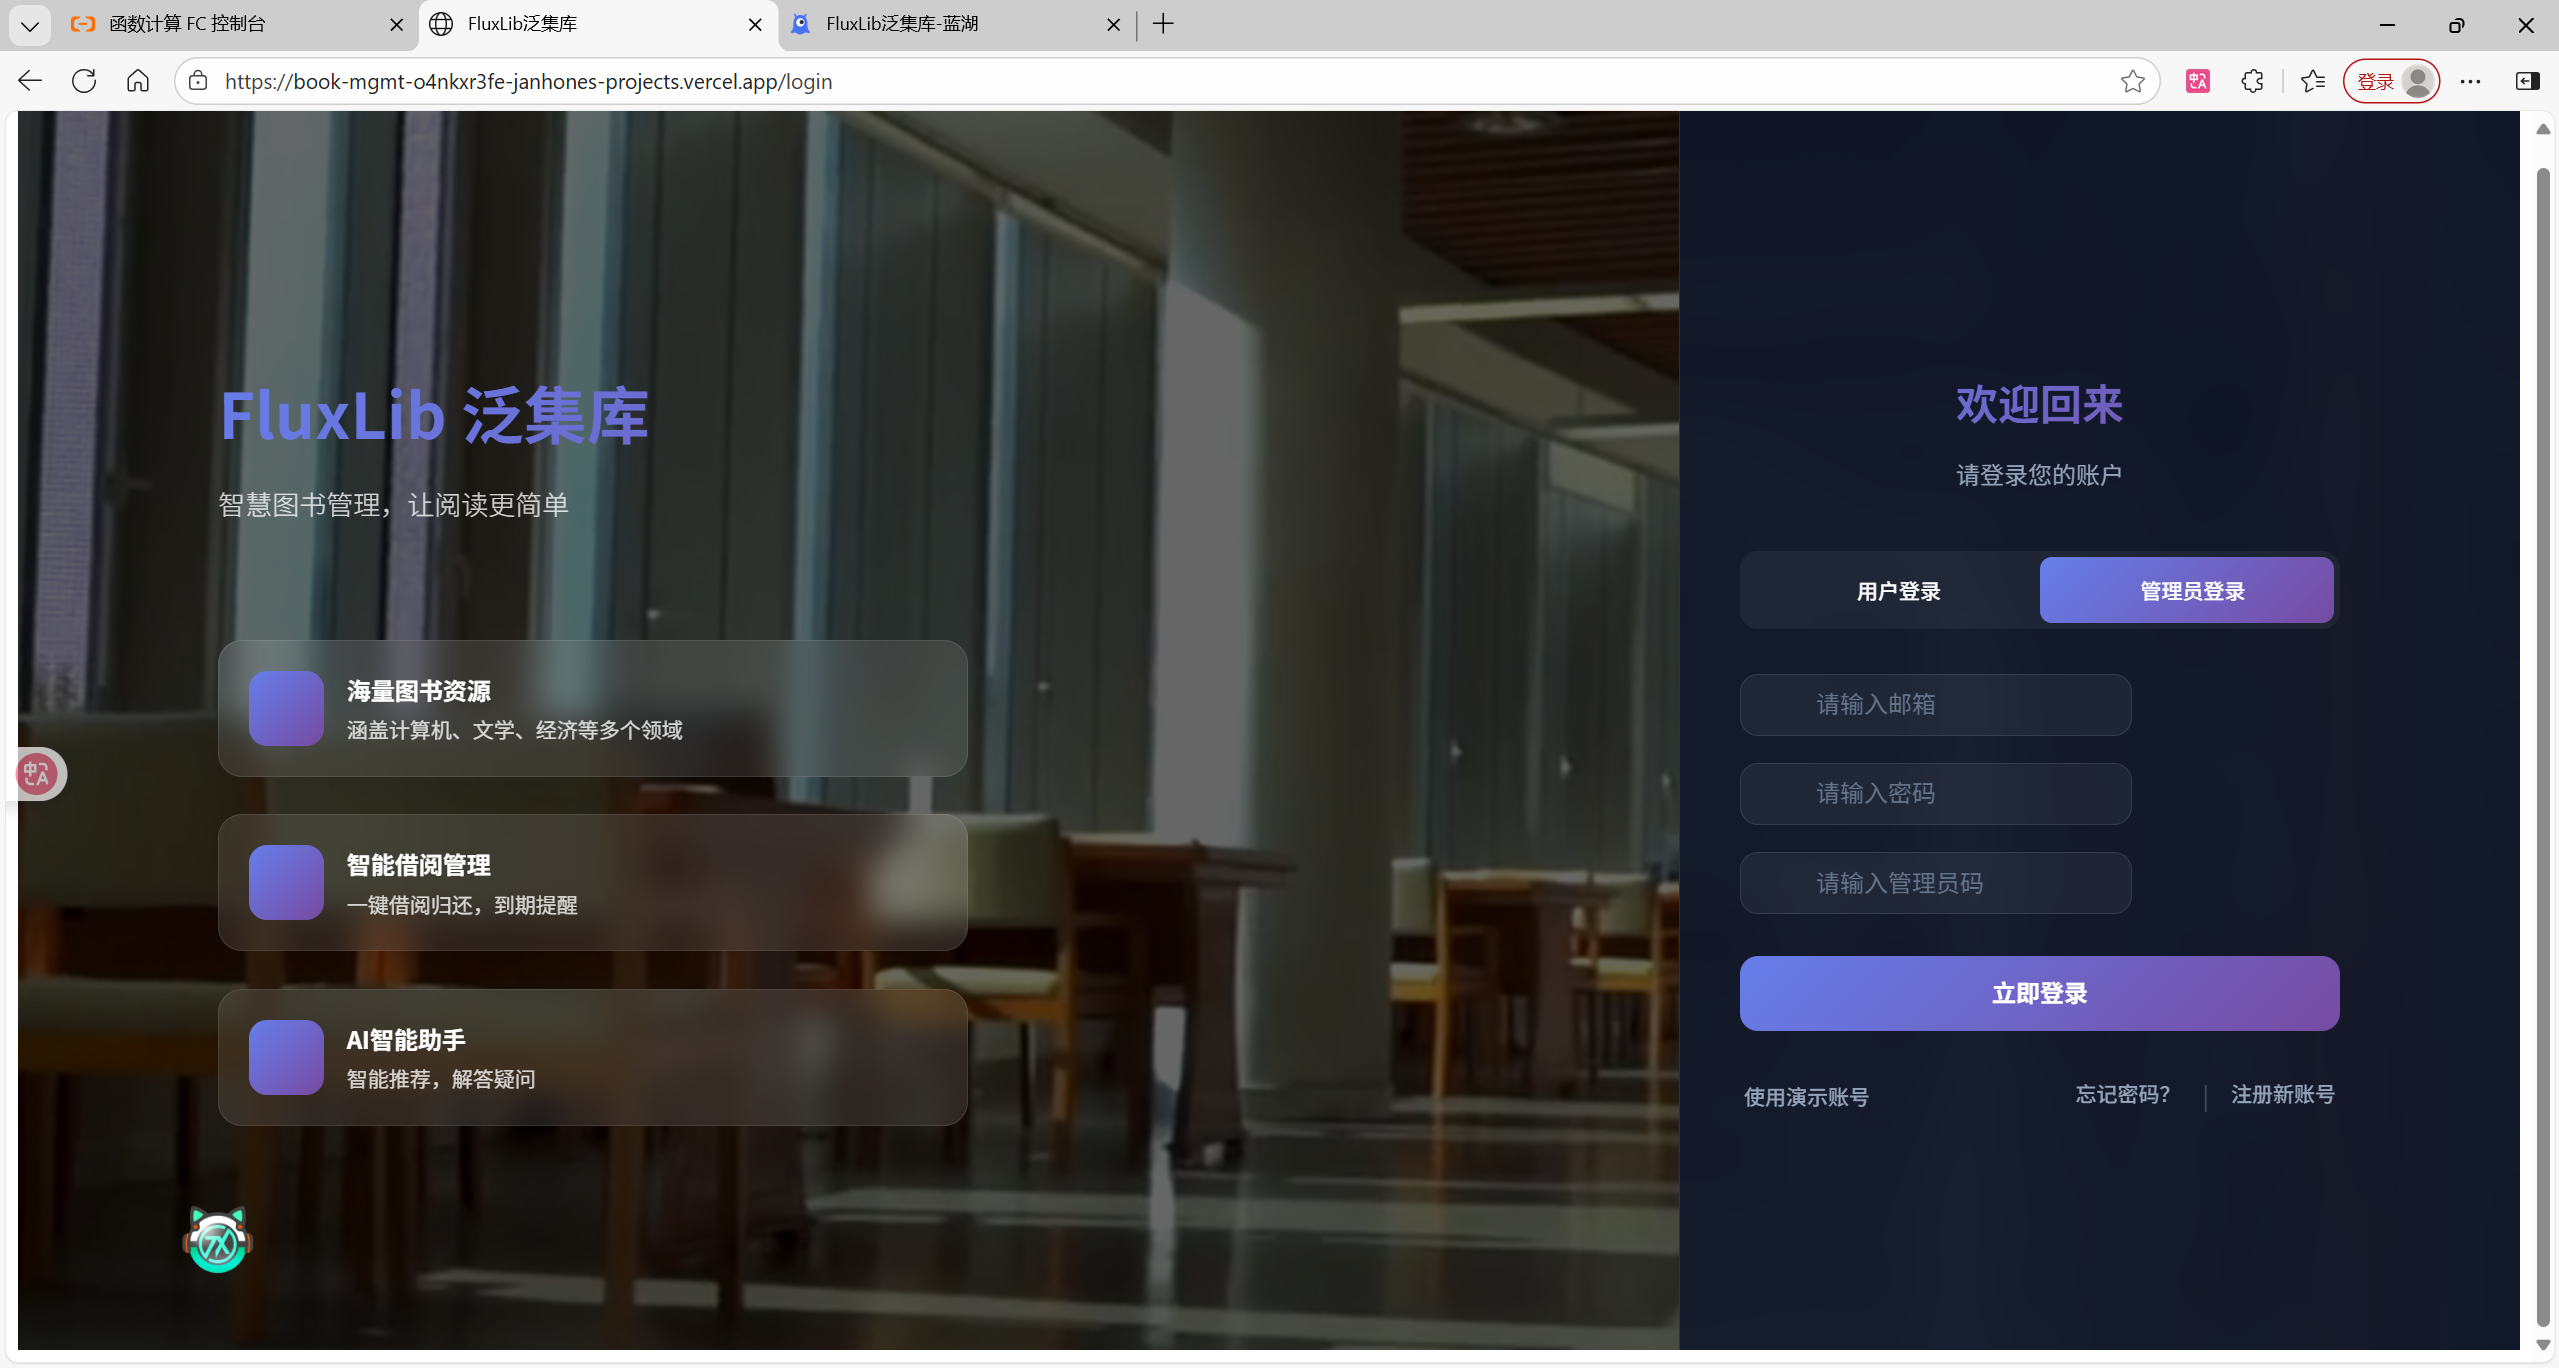 函数计算 FC 控制台
FluxLib泛集库
FluxLib泛集库-蓝湖
https://book-mgmt-o4nkxr3fe-janhones-projects.vercel.app/login
登录
FluxLib 泛集库
智慧图书管理，让阅读更简单
海量图书资源
涵盖计算机、文学、经济等多个领域
智能借阅管理
一键借阅归还，到期提醒
AI智能助手
智能推荐，解答疑问
欢迎回来
请登录您的账户
用户登录
管理员登录
请输入邮箱
请输入密码
请输入管理员码
立即登录
使用演示账号
忘记密码？
注册新账号
中A
7X